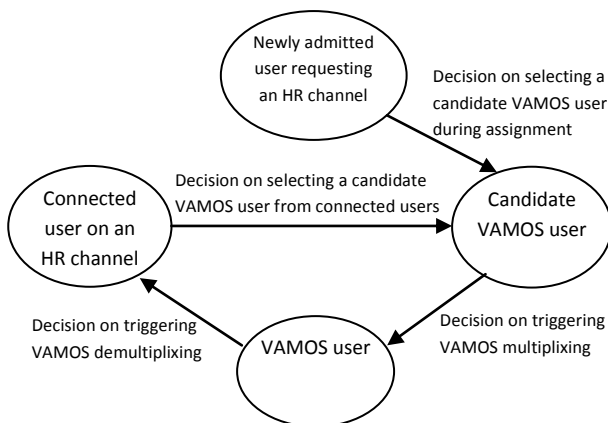 Newly admitted
user requesting
an HR channel
Decision on selecting a
candidate VAMOS user
during assignment
Connected
user on an
HR channel
Decision on selecting a candidate
VAMOS user from connected users
Candidate
VAMOS user
Decision on triggering
VAMOS demultiplixing
VAMOS user
Decision on triggering
VAMOS multiplixing